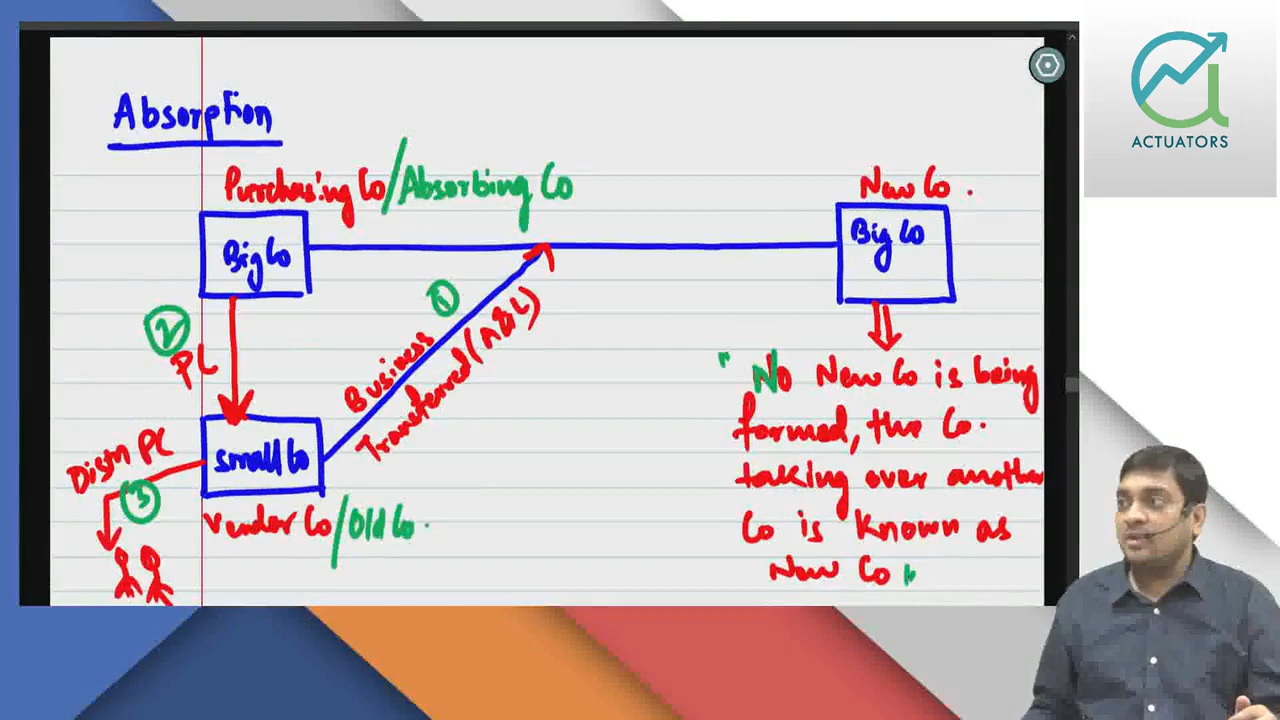 Absorption
Purchasing Co/Absorbing Co
New Co.
Big Co
Big Co
①
Business
Transferred (A&L)
②
PC
Small Co
Distn PC
③
Vendor Co/Old Co.
" No New Co is being
formed, the Co.
taking over another
Co is known as
New Co "
ACTUATORS